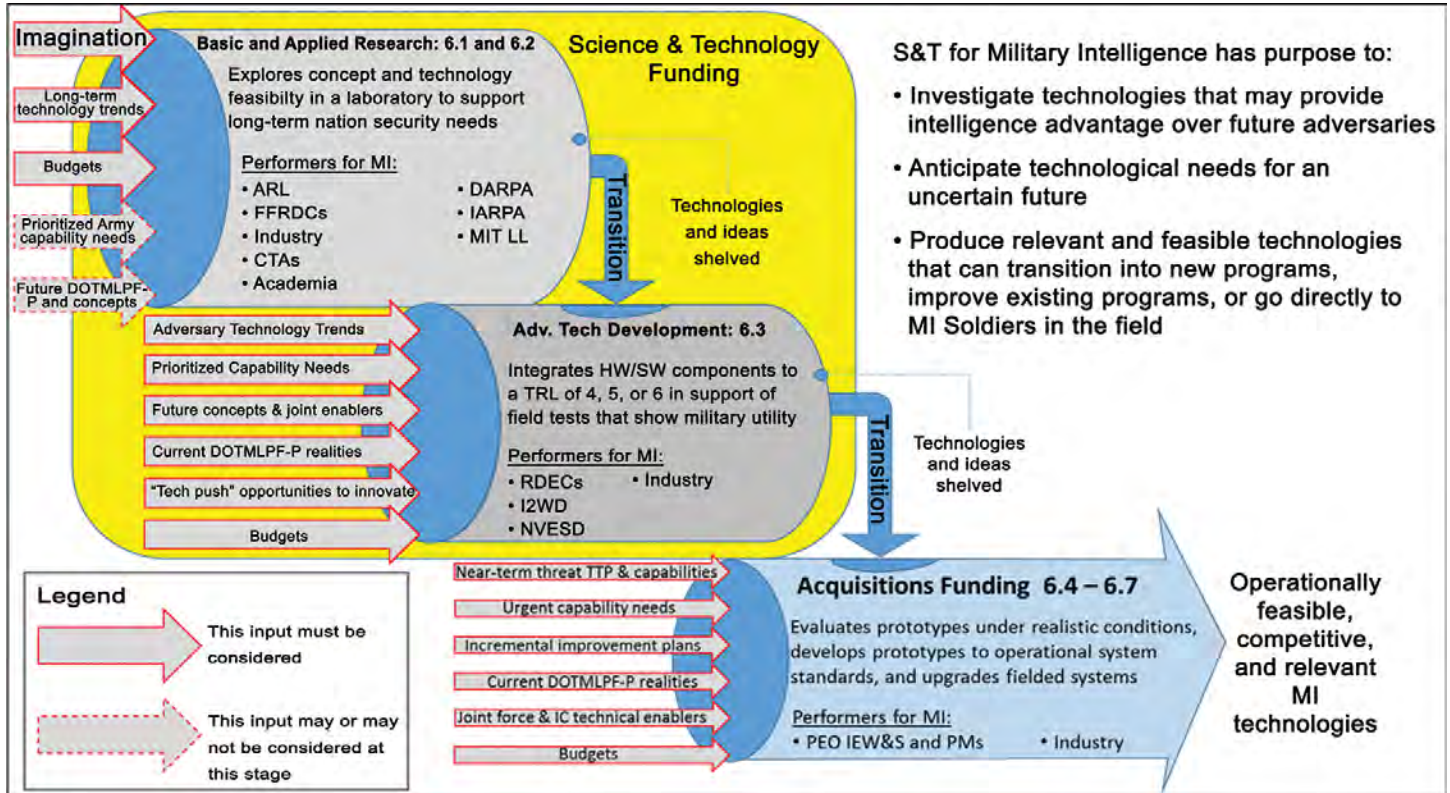 Imagination
Long-term
technology trends
Budgets
Prioritized Army
capability needs
Future DOTMLPF-
P and concepts
Basic and Applied Research: 6.1 and 6.2
Explores concept and technology
feasibilty in a laboratory to support
long-term nation security needs
Performers for MI:
• ARL
• FFRDCs
• Industry
• CTAs
• Academia
• DARPA
• IARPA
• MIT LL
Science & Technology
Funding
Transition
Technologies
and ideas
shelved
S&T for Military Intelligence has purpose to:
• Investigate technologies that may provide
intelligence advantage over future adversaries
• Anticipate technological needs for an
uncertain future
• Produce relevant and feasible technologies
that can transition into new programs,
improve existing programs, or go directly to
MI Soldiers in the field
Adversary Technology Trends
Prioritized Capability Needs
Future concepts & joint enablers
Current DOTMLPF-P realities
"Tech push" opportunities to innovate
Budgets
Adv. Tech Development: 6.3
Integrates HW/SW components to
a TRL of 4, 5, or 6 in support of
field tests that show military utility
Performers for MI:
• RDECs
• I2WD
• NVESD
• Industry
Transition
Technologies
and ideas
shelved
Near-term threat TTP & capabilities
Urgent capability needs
Incremental improvement plans
Current DOTMLPF-P realities
Joint force & IC technical enablers
Budgets
Acquisitions Funding 6.4 – 6.7
Evaluates prototypes under realistic conditions,
develops prototypes to operational system
standards, and upgrades fielded systems
Performers for MI:
• PEO IEW&S and PMs
• Industry
Operationally
feasible,
competitive,
and relevant
MI
technologies
Legend
This input must be
considered
This input may or may
not be considered at
this stage